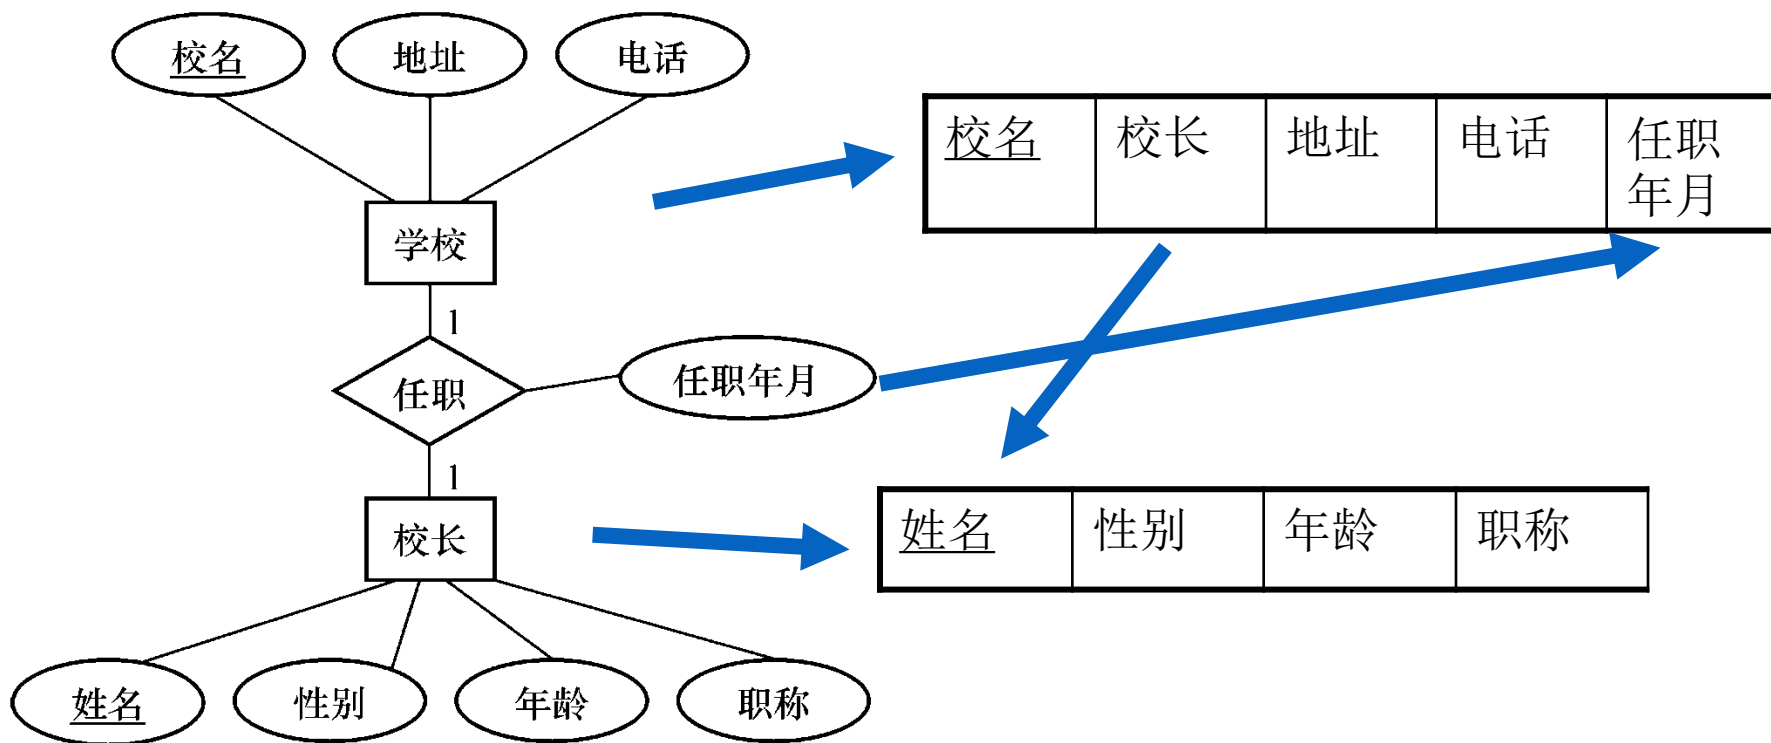 校名 地址 电话
校名 校长 地址 电话 任职
年月
学校
1
任职 任职年月
1
校长
姓名 性别 年龄 职称
姓名 性别 年龄 职称